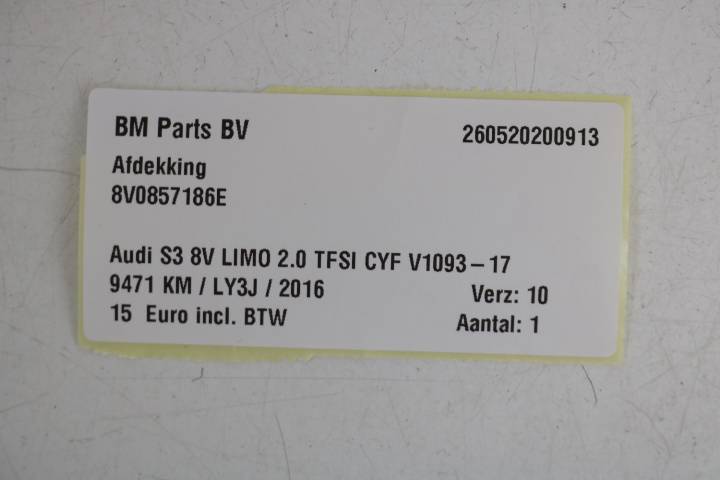 BM Parts BV 260520200913
Afdekking
8V0857186E
Audi S3 8V LIMO 2.0 TFSI CYF V1093-17
9471 KM / LY3J / 2016 Verz: 10
15 Euro incl. BTW Aantal: 1